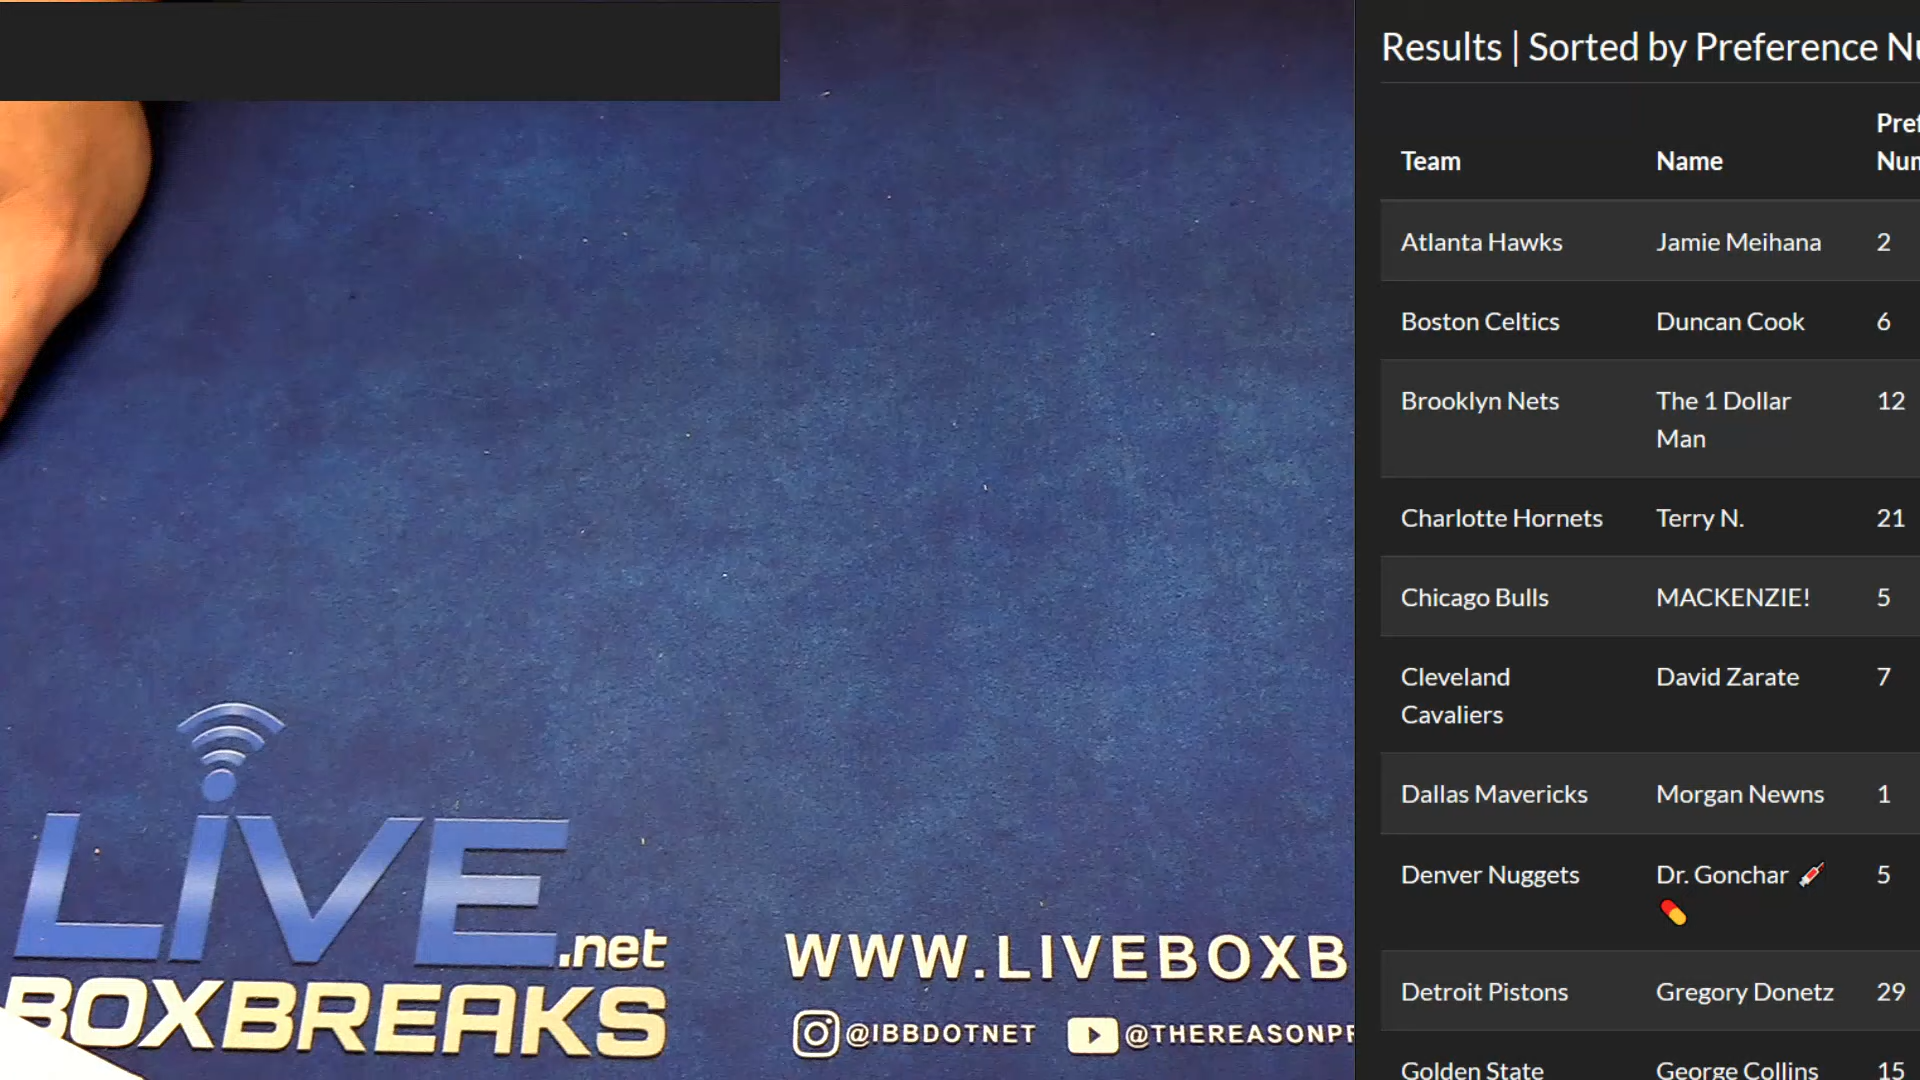 Results | Sorted by Preference Nu
Pref
Team Name Num
Atlanta Hawks Jamie Meihana 2
Boston Celtics Duncan Cook 6
Brooklyn Nets The 1 Dollar 12
Man
Charlotte Hornets Terry N. 21
Chicago Bulls MACKENZIE! 5
Cleveland David Zarate 7
Cavaliers
Dallas Mavericks Morgan Newns 1
Denver Nuggets Dr. Gonchar 💉 5
💊
Detroit Pistons Gregory Donetz 29
Golden State George Collins 15
LIVE.net
BOXBREAKS
WWW.LIVEBOXB
@IBBDOTNET @THEREASONPR